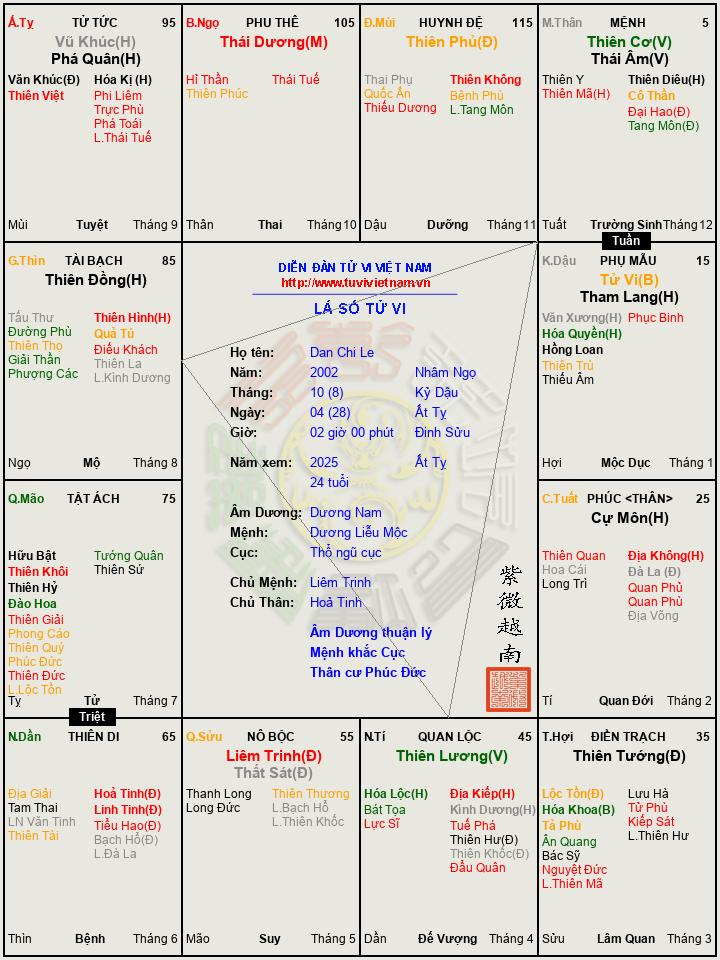 Á.Tỵ TỬ TỨC 95
Vũ Khúc(H)
Phá Quân(H)
Văn Khúc(Đ) Hóa Kị (H)
Thiên Việt Phi Liêm
Trực Phù
Phá Toái
L.Thái Tuế
Mùi Tuyệt Tháng 9
B.Ngọ PHU THÊ 105
Thái Dương(M)
Hỉ Thần Thái Tuế
Thiên Phúc
Thân Thai Tháng 10
Đ.Mùi HUYNH ĐỆ 115
Thiên Phủ(Đ)
Thai Phụ Thiên Không
Quốc Ấn Bệnh Phù
Thiếu Dương L.Tang Môn
Dậu Dưỡng Tháng 11
M.Thân MỆNH 5
Thiên Cơ(V)
Thái Âm(V)
Thiên Y Thiên Diêu(H)
Thiên Mã(H) Cô Thần
Đại Hao(Đ)
Tang Môn(Đ)
Tuất Trường Sinh Tháng 12
Tuần
G.Thìn TÀI BẠCH 85
Thiên Đồng(H)
Tấu Thư Thiên Hình(H)
Đường Phù Quả Tú
Thiên Thọ Điếu Khách
Giải Thần Thiên La
Phượng Các L.Kình Dương
Ngọ Mộ Tháng 8
DIỄN ĐÀN TỬ VI VIỆT NAM
http://www.tuvivietnam.vn
LÁ SỐ TỬ VI
Họ tên: Dan Chi Le
Năm: 2002 Nhâm Ngọ
Tháng: 10 (8) Kỷ Dậu
Ngày: 04 (28) Ất Tỵ
Giờ: 02 giờ 00 phút Đinh Sửu
Năm xem: 2025 Ất Tỵ
24 tuổi
Âm Dương: Dương Nam
Mệnh: Dương Liễu Mộc
Cục: Thổ ngũ cục
Chủ Mệnh: Liêm Trinh
Chủ Thân: Hoả Tinh
Âm Dương thuận lý
Mệnh khắc Cục
Thân cư Phúc Đức
紫
微
越
南
K.Dậu PHỤ MẪU 15
Tử Vi(B)
Tham Lang(H)
Văn Xương(H) Phục Binh
Hóa Quyền(H)
Hồng Loan
Thiên Trù
Thiếu Âm
Hợi Mộc Dục Tháng 1
Q.Mão TẬT ÁCH 75
Hữu Bật Tướng Quân
Thiên Khôi Thiên Sứ
Thiên Hỷ
Đào Hoa
Thiên Giải
Phong Cáo
Thiên Quý
Phúc Đức
Thiên Đức
L.Lộc Tồn
Tỵ Tử Tháng 7
Triệt
C.Tuất PHÚC <THÂN> 25
Cự Môn(H)
Thiên Quan Địa Không(H)
Hoa Cái Đà La (Đ)
Long Trì Quan Phủ
Quan Phù
Địa Võng
Tí Quan Đới Tháng 2
N.Dần THIÊN DI 65
Địa Giải Hoả Tinh(Đ)
Tam Thai Linh Tinh(Đ)
LN Văn Tinh Tiểu Hao(Đ)
Thiên Tài Bạch Hổ(Đ)
L.Đà La
Thìn Bệnh Tháng 6
Q.Sửu NÔ BỘC 55
Liêm Trinh(Đ)
Thất Sát(Đ)
Thanh Long Thiên Thương
Long Đức L.Bạch Hổ
L.Thiên Khốc
Mão Suy Tháng 5
N.Tí QUAN LỘC 45
Thiên Lương(V)
Hóa Lộc(H) Địa Kiếp(H)
Bát Tọa Kình Dương(H)
Lực Sĩ Tuế Phá
Thiên Hư(Đ)
Thiên Khốc(Đ)
Đẩu Quân
Dần Đế Vượng Tháng 4
T.Hợi ĐIỀN TRẠCH 35
Thiên Tướng(Đ)
Lộc Tồn(Đ) Lưu Hà
Hóa Khoa(B) Tử Phù
Tả Phù Kiếp Sát
Ân Quang L.Thiên Hư
Bác Sỹ
Nguyệt Đức
L.Thiên Mã
Sửu Lâm Quan Tháng 3